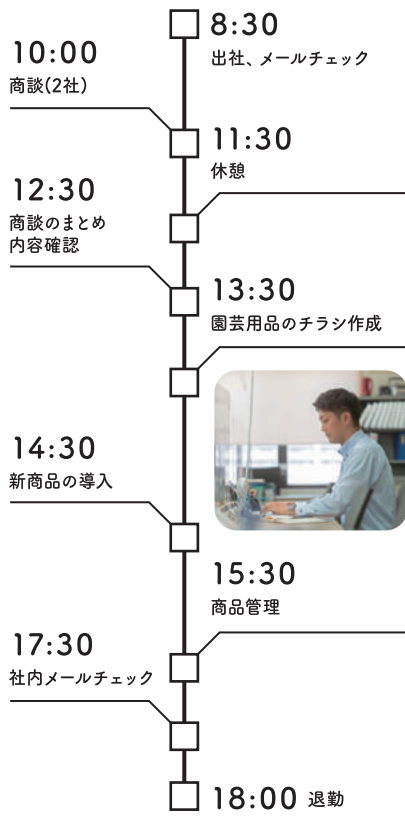 8:30
出社、メールチェック
10:00
商談(2社)
11:30
休憩
12:30
商談のまとめ
内容確認
13:30
園芸用品のチラシ作成
14:30
新商品の導入
15:30
商品管理
17:30
社内メールチェック
18:00 退勤